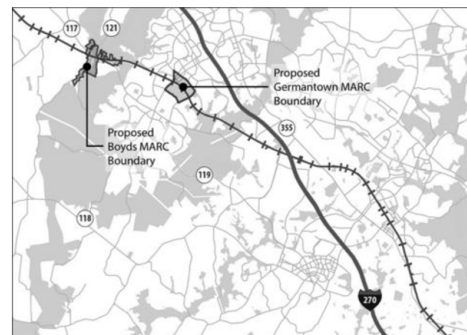 117
121
Proposed
Germantown MARC
Boundary
355
Proposed
Boyds MARC
Boundary
119
118
270